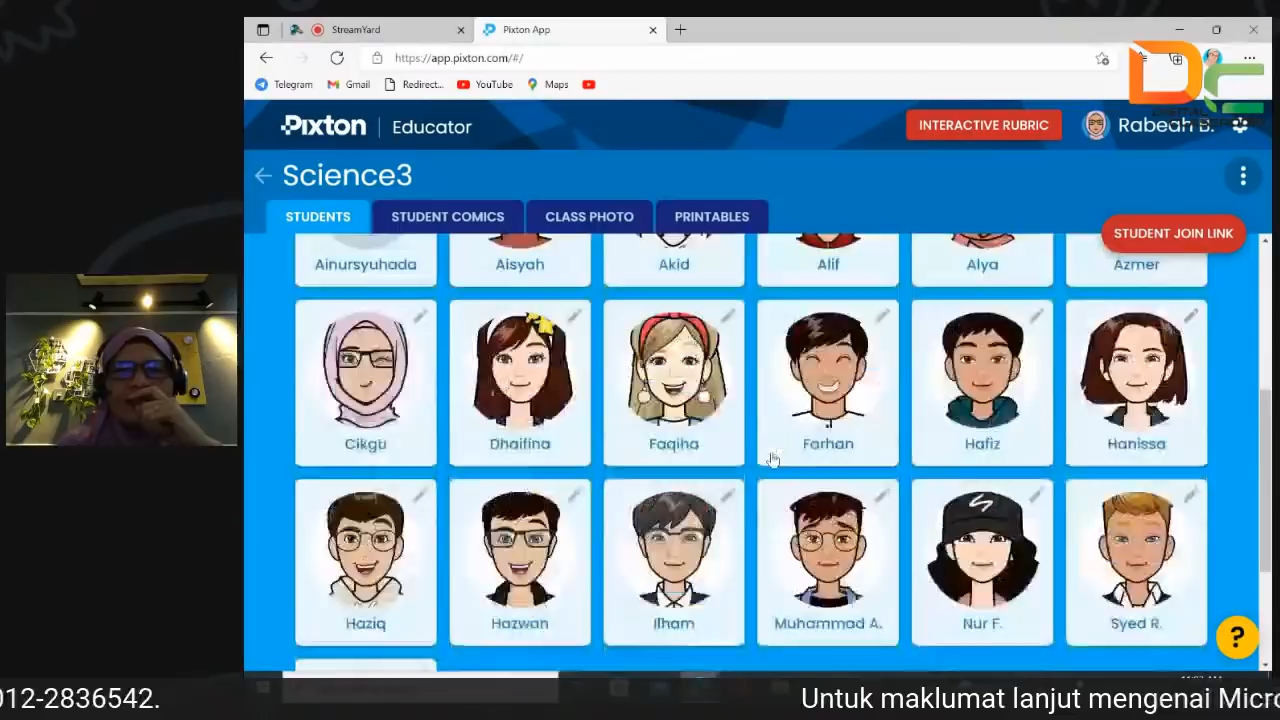 StreamYard
Pixton App
https://app.pixton.com/#/
Telegram
Gmail
Redirect...
YouTube
Maps
Pixton
Educator
INTERACTIVE RUBRIC
Rabeah B.
DE
Science3
STUDENTS
STUDENT COMICS
CLASS PHOTO
PRINTABLES
STUDENT JOIN LINK
Ainursyuhada
Aisyah
Akid
Alif
Alya
Azmer
Cikgu
Dhaifina
Faqiha
Farhan
Hafiz
Hanissa
Haziq
Hazwan
Ilham
Muhammad A.
Nur F.
Syed R.
?
012-2836542.
Untuk maklumat lanjut mengenai Micro